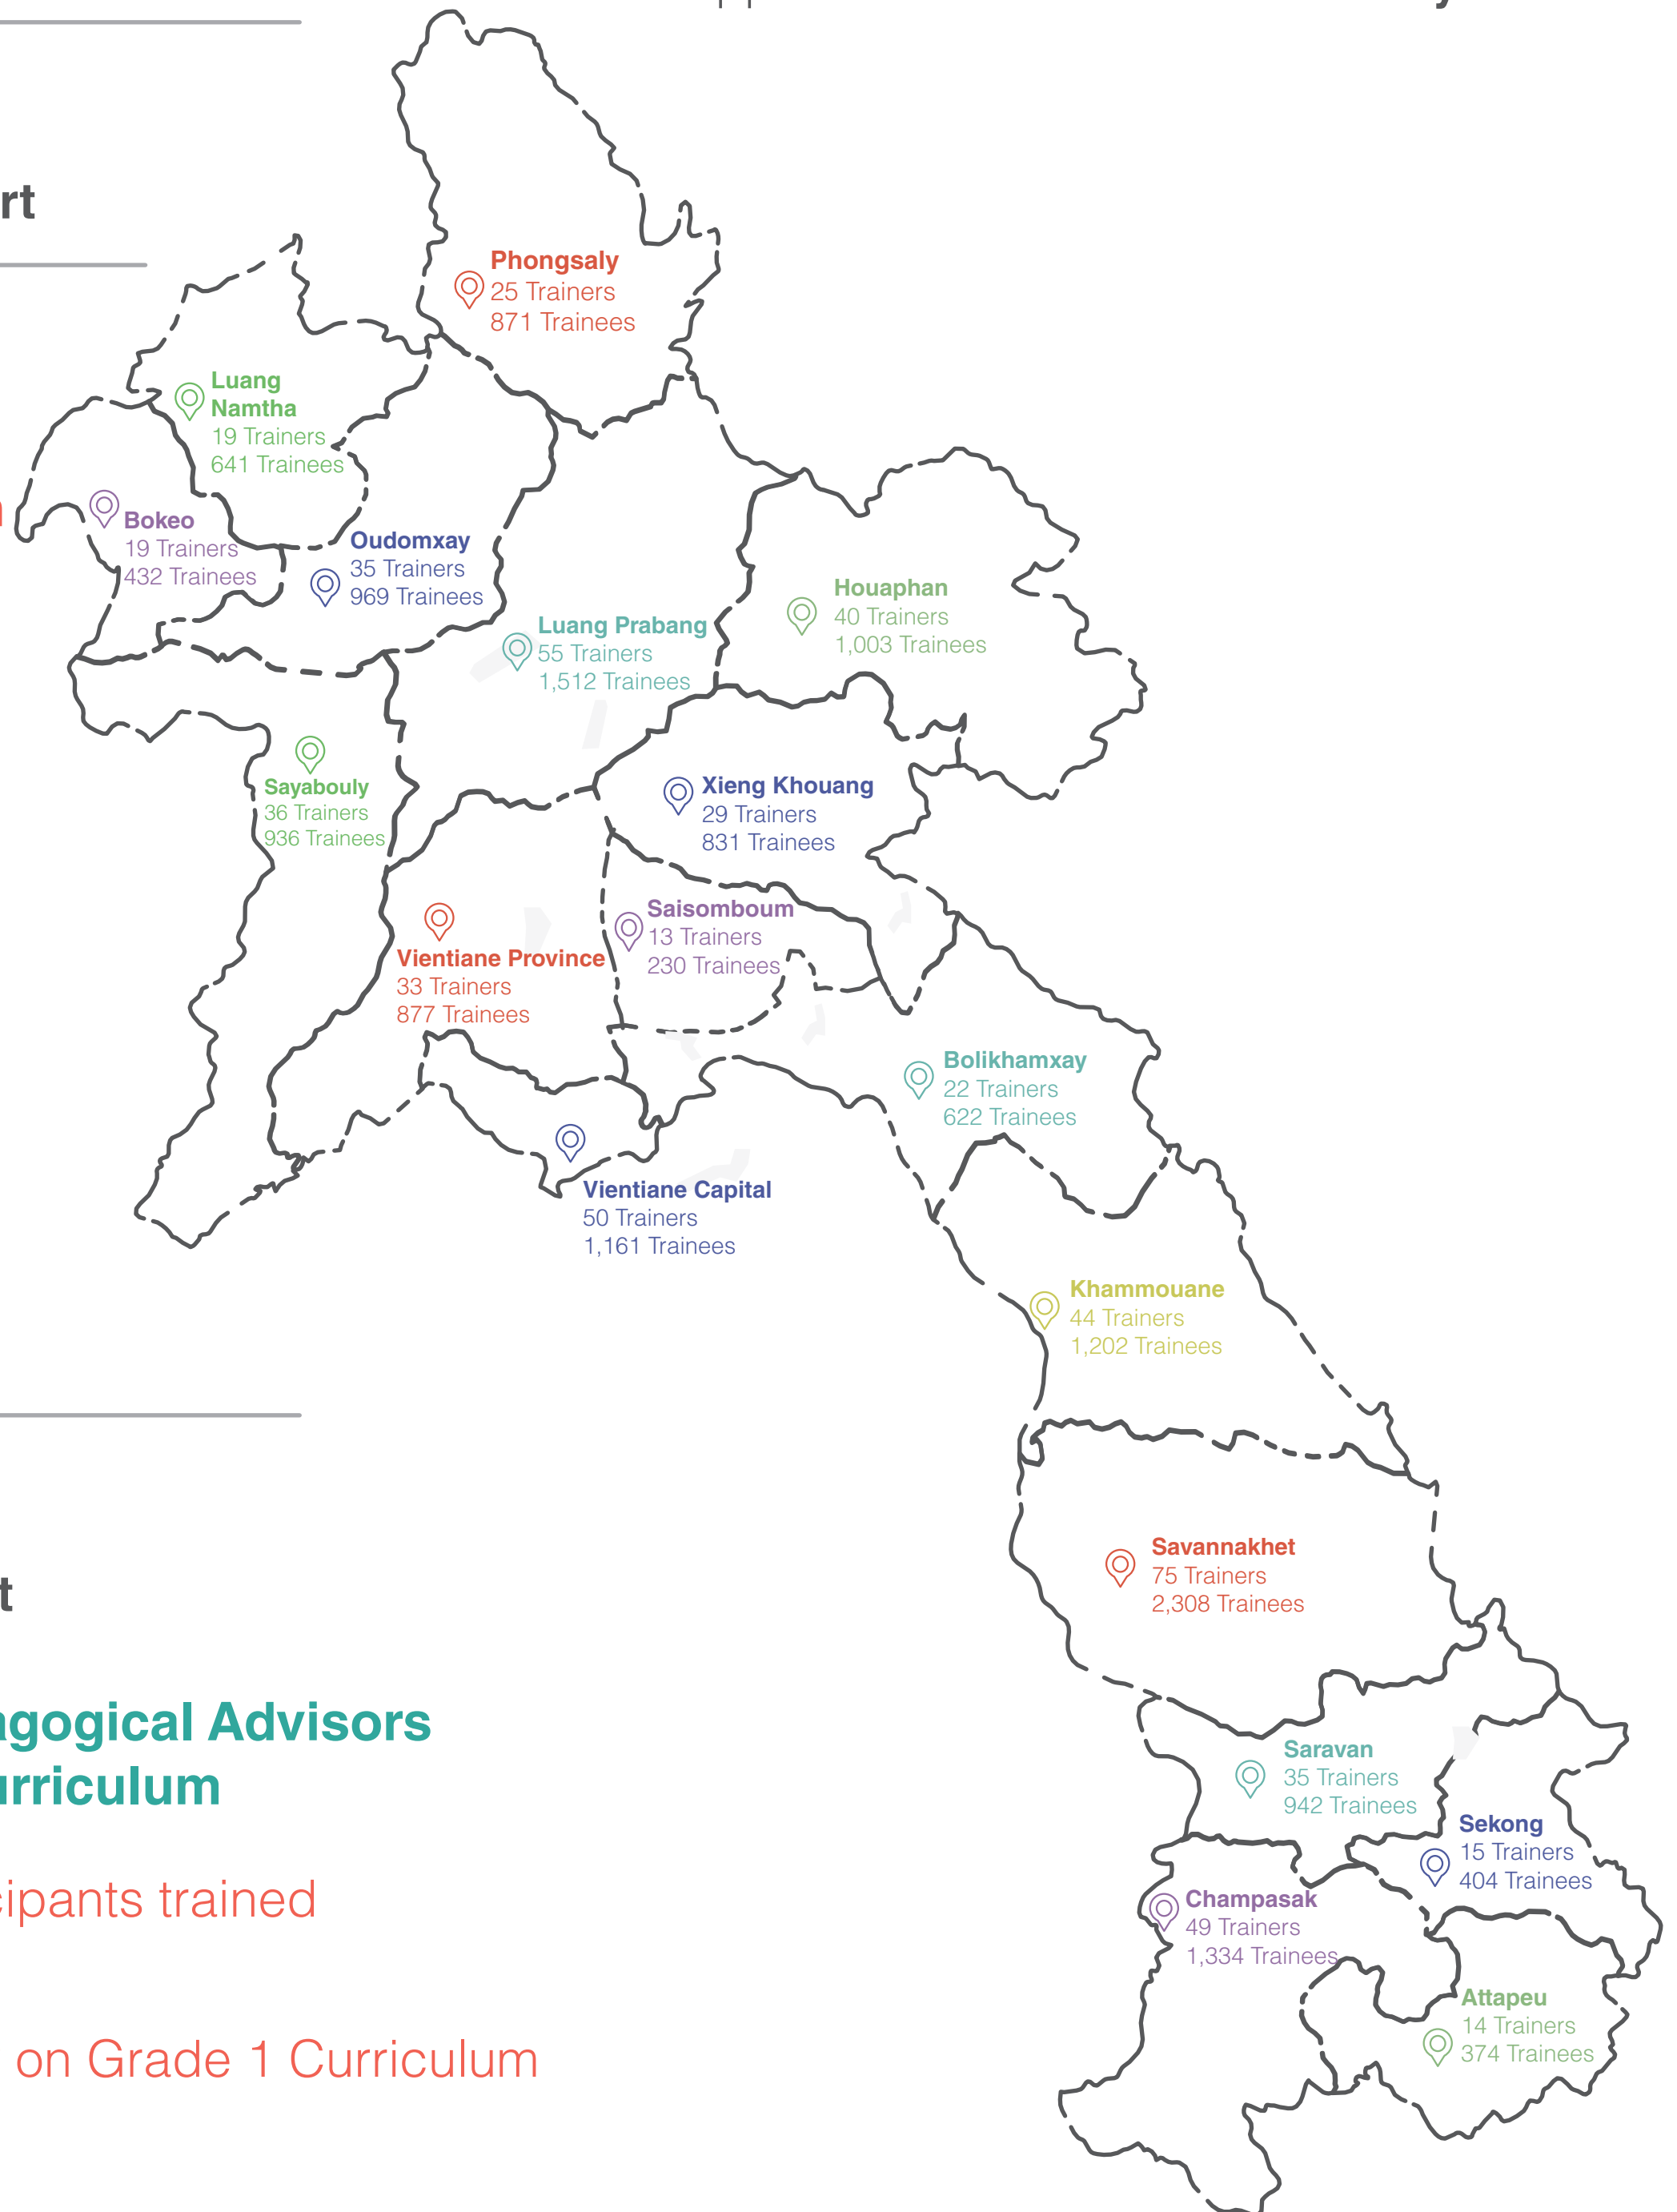 rt
Phongsaly
25 Trainers
871 Trainees
Luang
Namtha
19 Trainers
641 Trainees
Bokeo
19 Trainers
432 Trainees
Oudomxay
35 Trainers
969 Trainees
Houaphan
40 Trainers
1,003 Trainees
Luang Prabang
55 Trainers
1,512 Trainees
Sayabouly
36 Trainers
936 Trainees
Xieng Khouang
29 Trainers
831 Trainees
Saisomboum
13 Trainers
230 Trainees
Vientiane Province
33 Trainers
877 Trainees
Bolikhamxay
22 Trainers
622 Trainees
Vientiane Capital
50 Trainers
1,161 Trainees
Khammouane
44 Trainers
1,202 Trainees
Savannakhet
75 Trainers
2,308 Trainees
t
agogical Advisors
urriculum
Saravan
35 Trainers
942 Trainees
Sekong
15 Trainers
404 Trainees
cipants trained
Champasak
49 Trainers
1,334 Trainees
Attapeu
14 Trainers
374 Trainees
on Grade 1 Curriculum